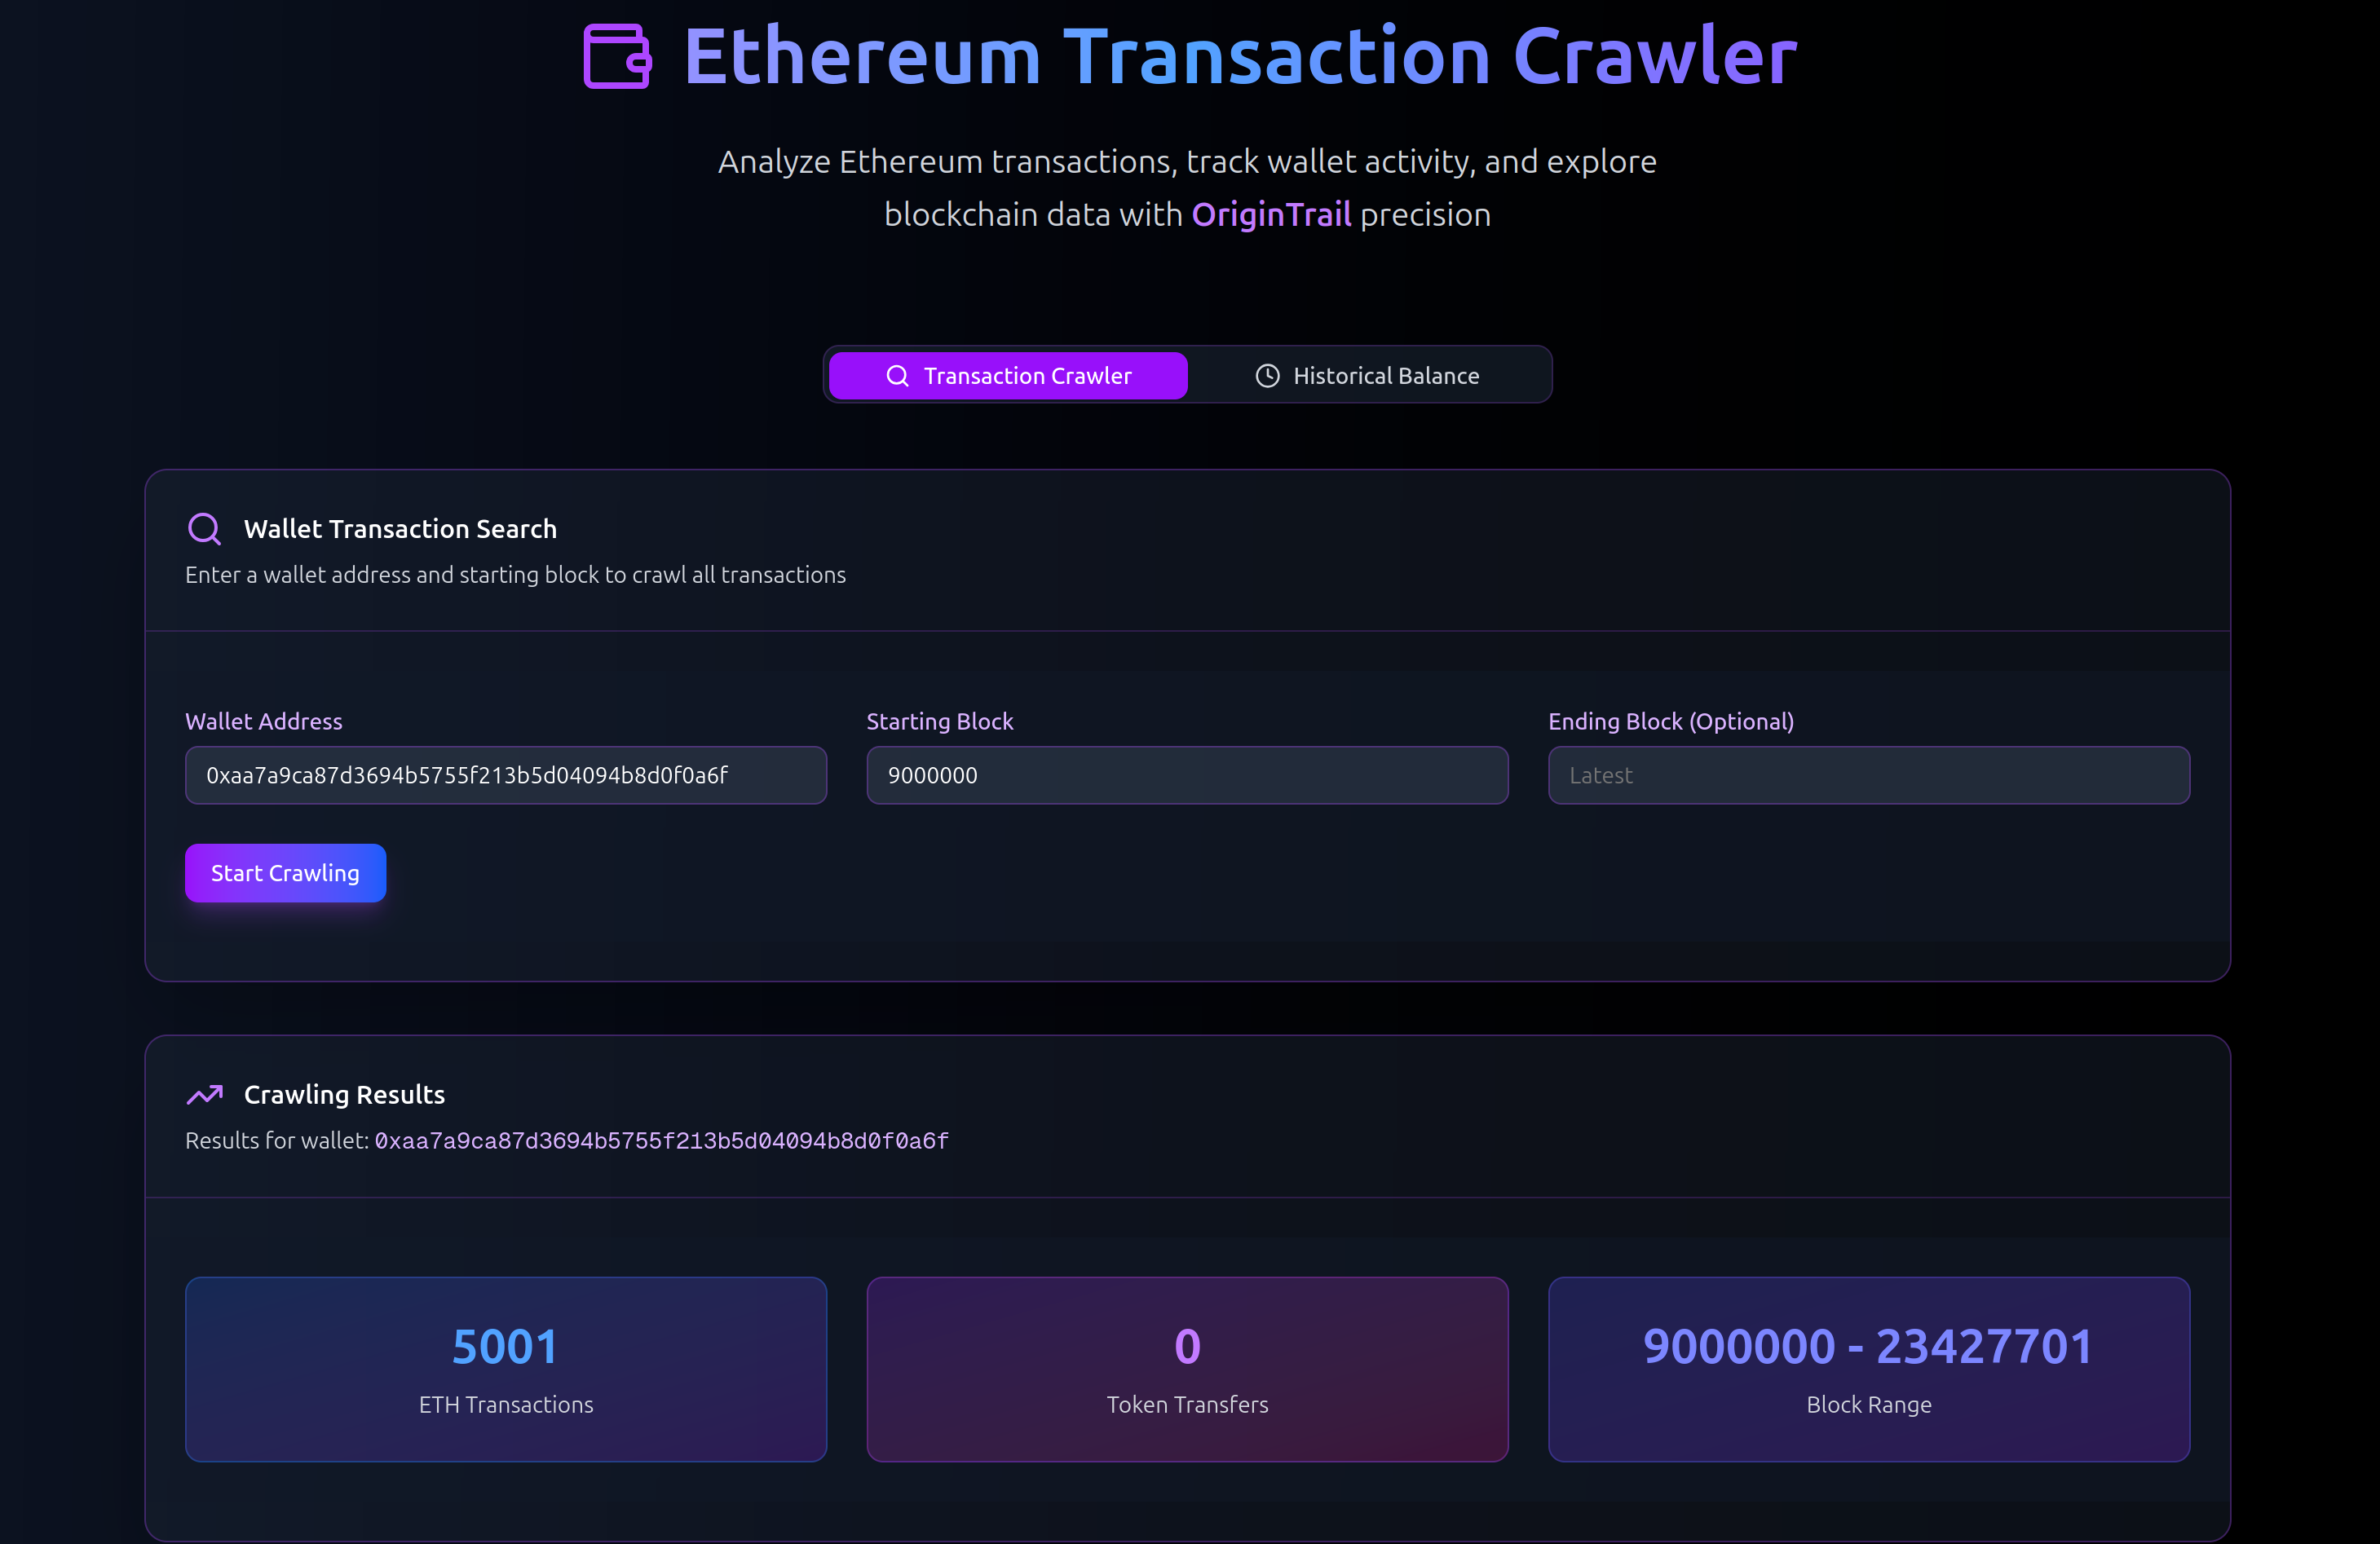 Ethereum Transaction Crawler
Analyze Ethereum transactions, track wallet activity, and explore
blockchain data with OriginTrail precision
Transaction Crawler
Historical Balance
Wallet Transaction Search
Enter a wallet address and starting block to crawl all transactions
Wallet Address
Starting Block
Ending Block (Optional)
0xaa7a9ca87d3694b5755f213b5d04094b8d0f0a6f
9000000
Latest
Start Crawling
Crawling Results
Results for wallet: 0xaa7a9ca87d3694b5755f213b5d04094b8d0f0a6f
5001
ETH Transactions
0
Token Transfers
9000000 - 23427701
Block Range